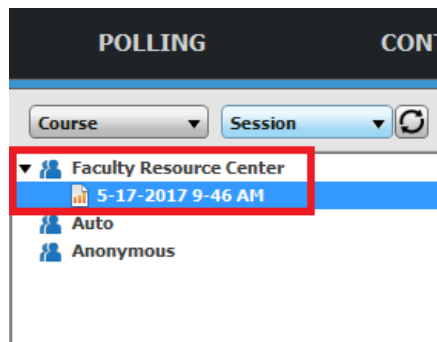 POLLING CONT
Course Session
Faculty Resource Center
5-17-2017 9-46 AM
Auto
Anonymous